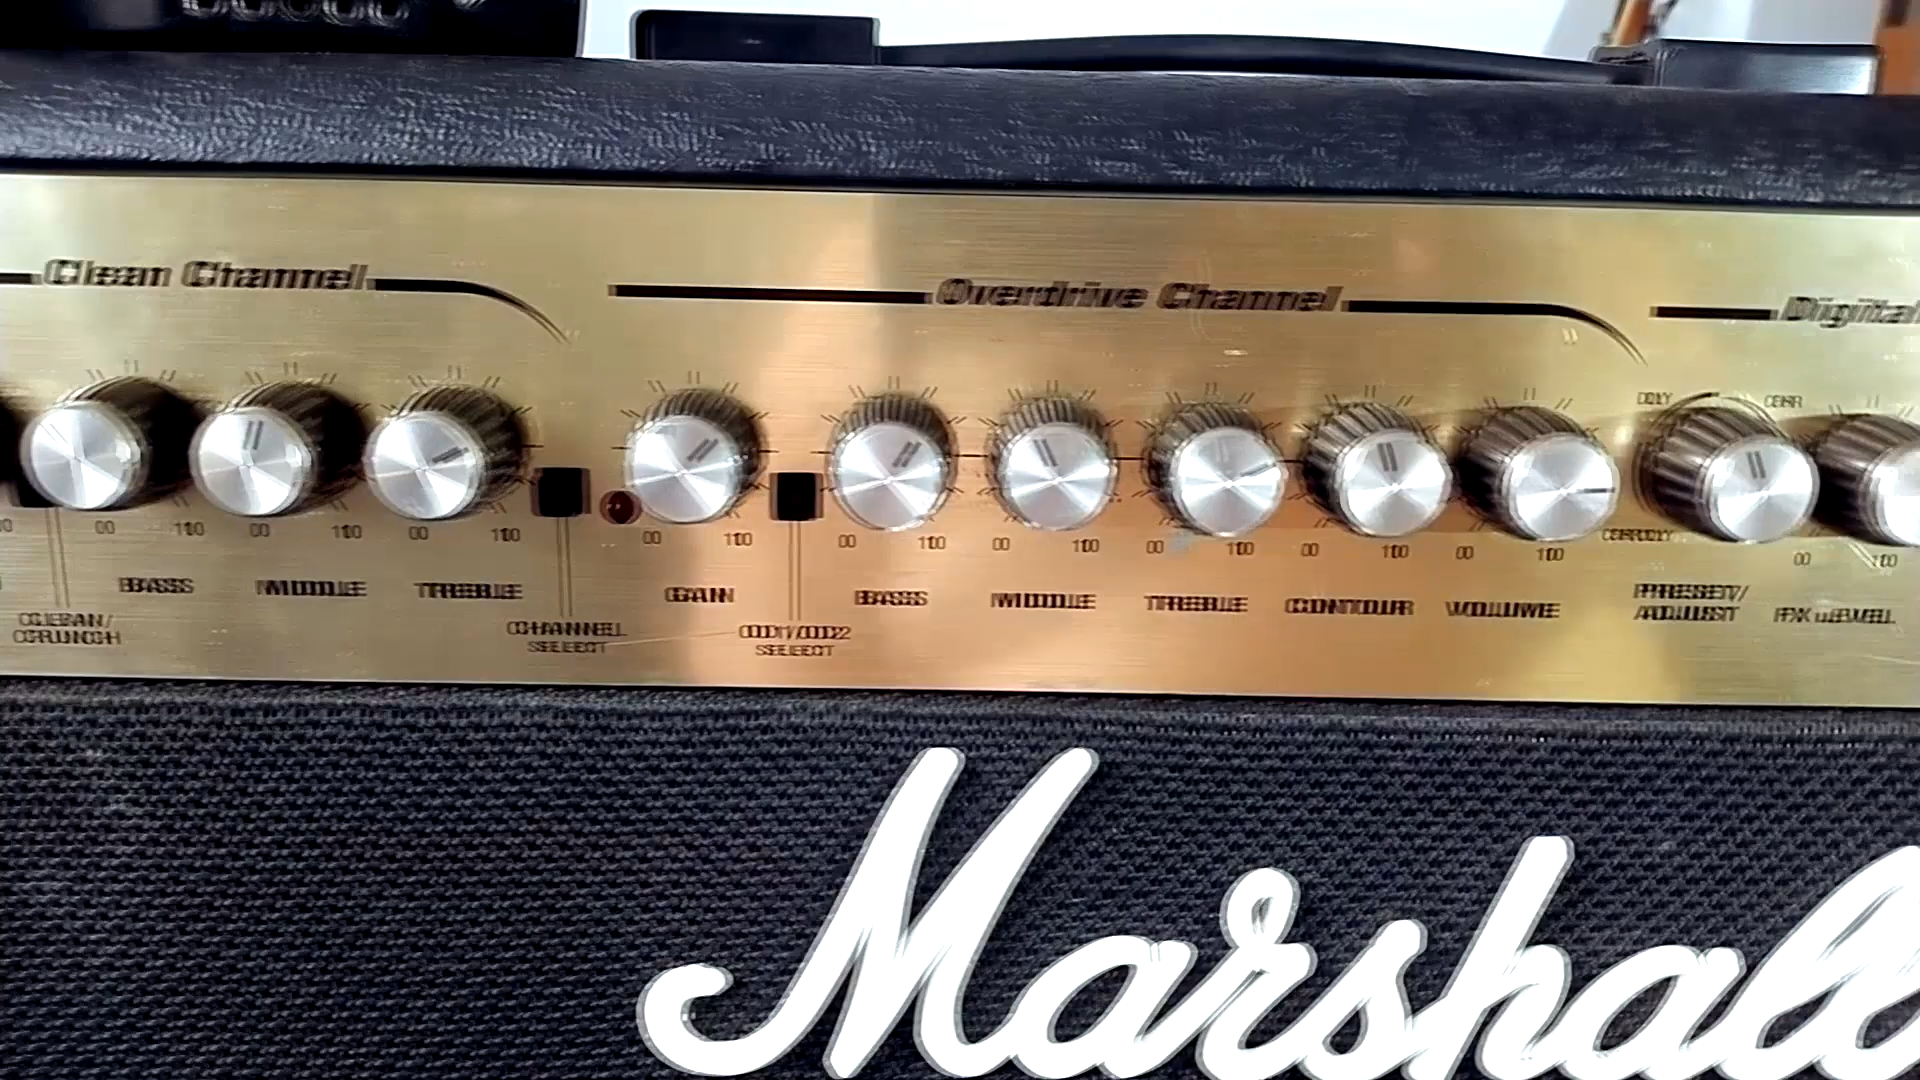 Clean Channel
Overdrive Channel
Digital
0 10 0 10 0 10 0 10 0 10 0 10 0 10 0 10 0 10 0 10
BASS MIDDLE TREBLE GAIN BASS MIDDLE TREBLE CONTOUR VOLUME PRESET/
ADJUST FX LEVEL
CLEAN/
CRUNCH
CHANNEL
SELECT
OD1/OD2
SELECT
Marshall